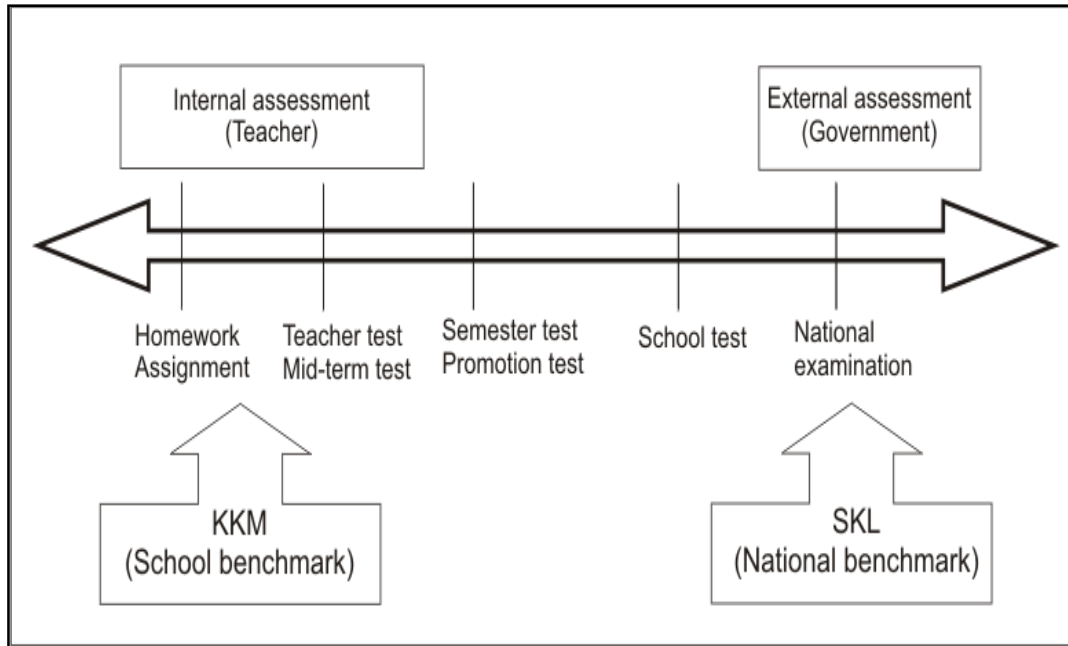 Internal assessment
(Teacher)
External assessment
(Government)
Homework
Assignment
Teacher test
Mid-term test
Semester test
Promotion test
School test
National
examination
KKM
(School benchmark)
SKL
(National benchmark)